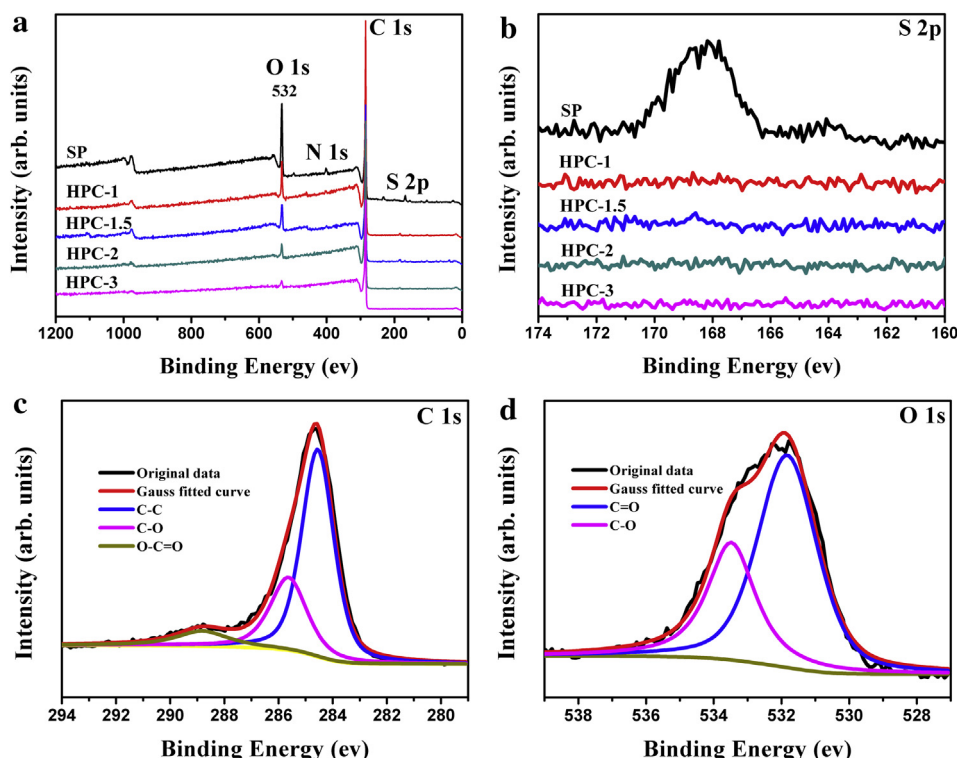 a
C 1s
O 1s
532
N 1s
S 2p
SP
HPC-1
HPC-1.5
HPC-2
HPC-3
Intensity (arb. units)
1200 1000 800 600 400 200 0
Binding Energy (ev)
b
S 2p
SP
HPC-1
HPC-1.5
HPC-2
HPC-3
Intensity (arb. units)
174 172 170 168 166 164 162 160
Binding Energy (ev)
c
C 1s
Original data
Gauss fitted curve
C-C
C-O
O-C=O
Intensity (arb. units)
294 292 290 288 286 284 282 280
Binding Energy (ev)
d
O 1s
Original data
Gauss fitted curve
C=O
C-O
Intensity (arb. units)
538 536 534 532 530 528
Binding Energy (ev)